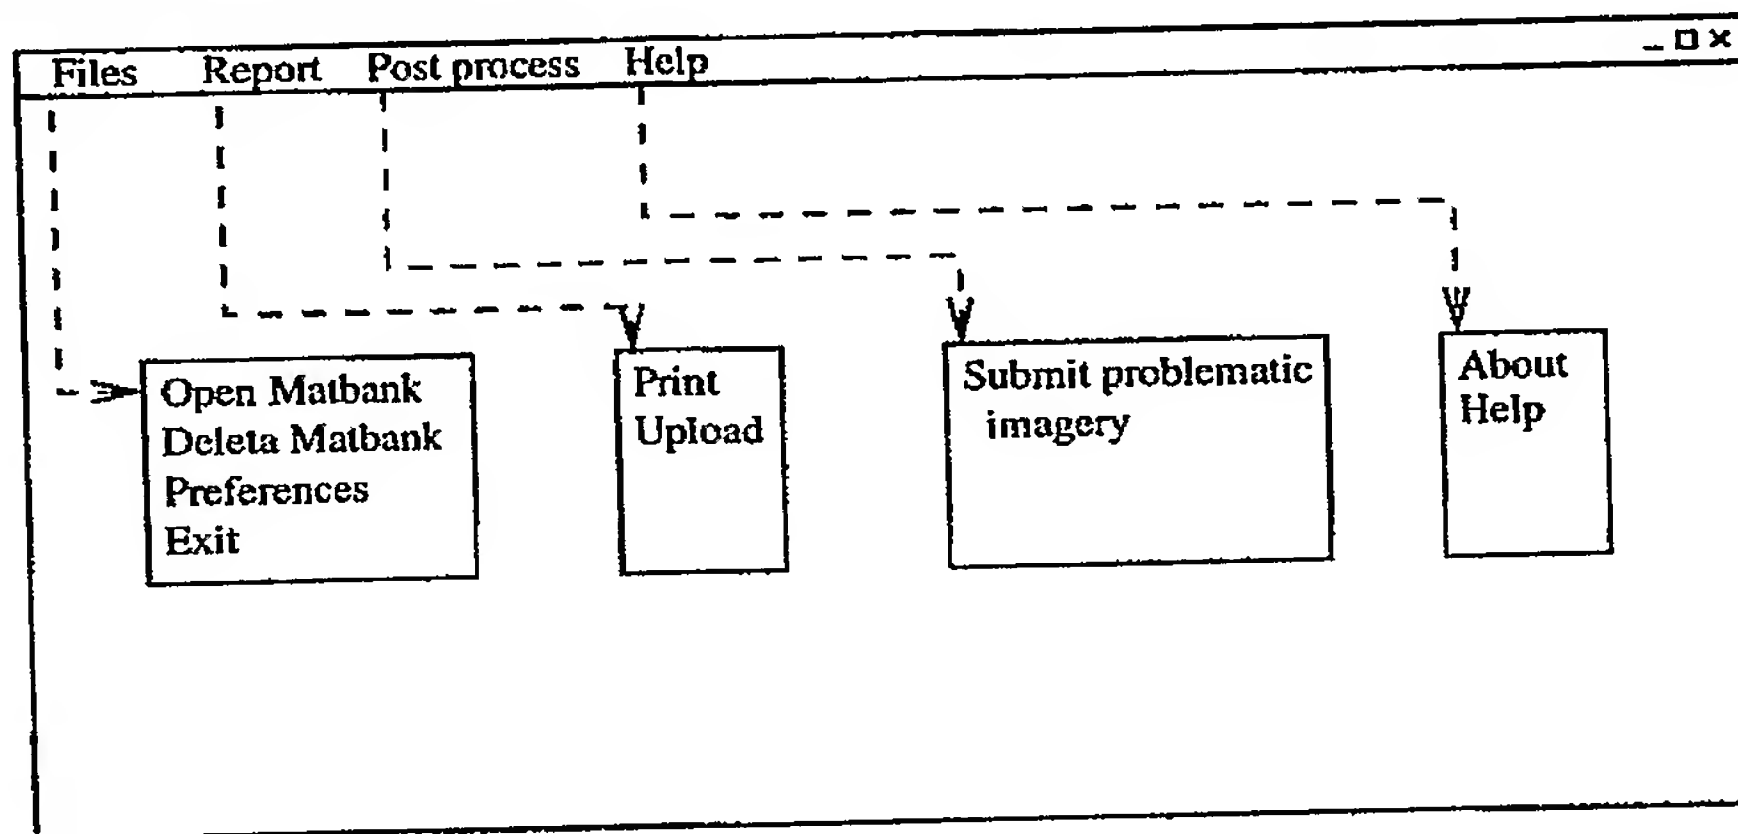 Files Report Post process Help
Open Matbank
Deleta Matbank
Preferences
Exit
Print
Upload
Submit problematic
imagery
About
Help